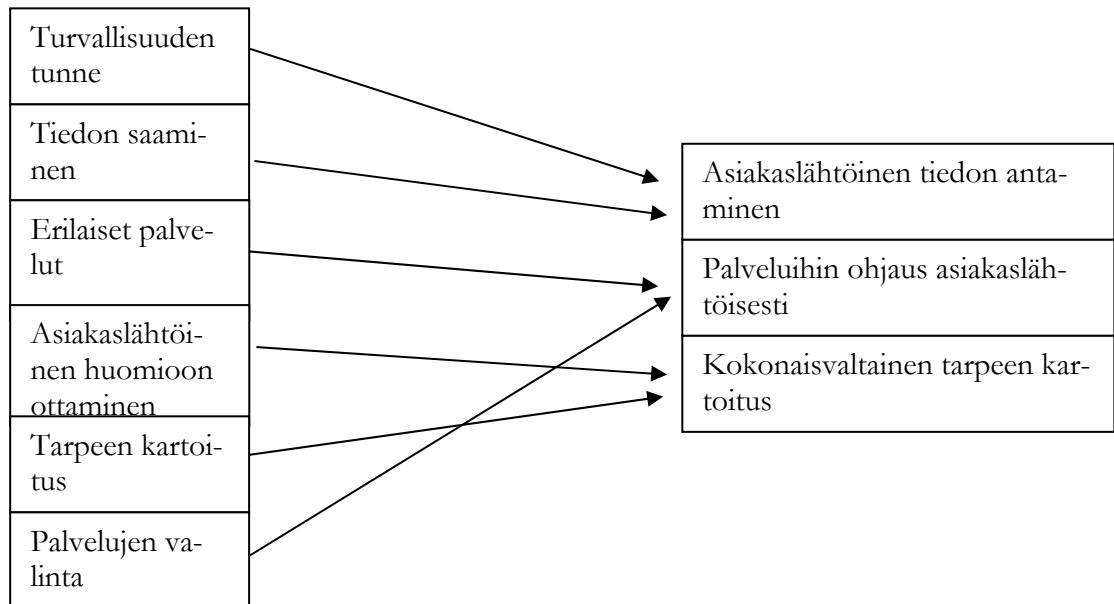 Turvallisuuden
tunne
Tiedon saami-
nen
Erilaiset palve-
lut
Asiakaslähtöi-
nen huomioon
ottaminen
Tarpeen kartoi-
tus
Palvelujen va-
linta
Asiakaslähtöinen tiedon anta-
minen
Palveluihin ohjaus asiakasläh-
töisesti
Kokonaisvaltainen tarpeen kar-
toitus